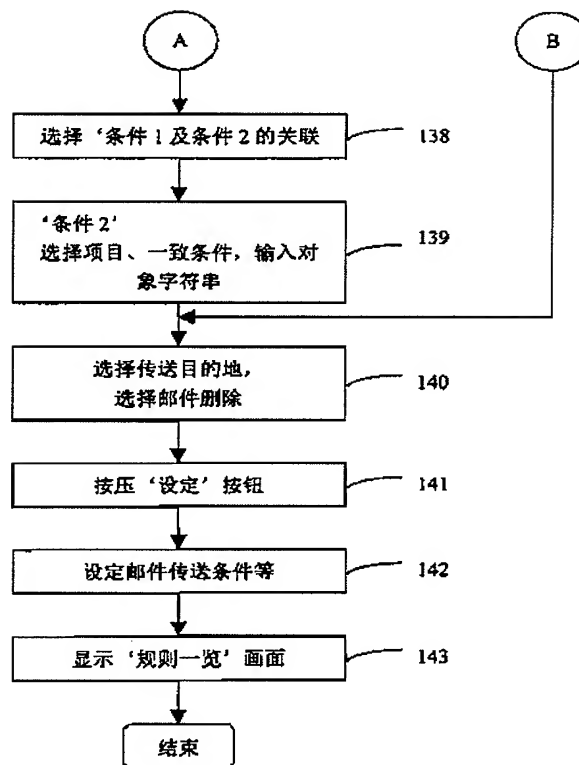 A
B
选择‘条件1及条件2的关联
138
‘条件2’
选择项目、一致条件，输入对
象字符串
139
选择传送目的地，
选择邮件删除
140
按压‘设定’按钮
141
设定邮件传送条件等
142
显示‘规则一览’画面
143
结束